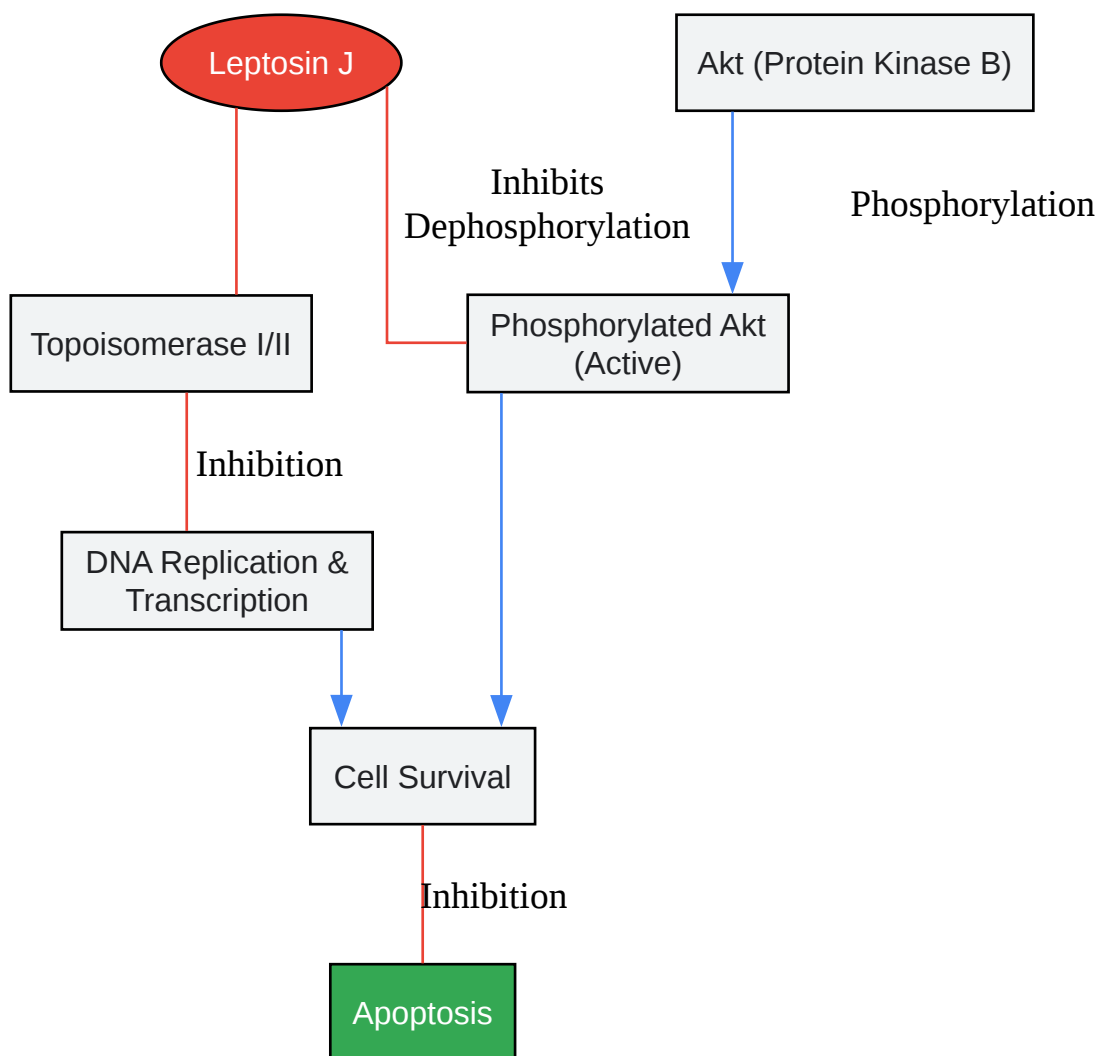 Leptosin J
Akt (Protein Kinase B)
Inhibits
Dephosphorylation
Phosphorylation
Topoisomerase I/II
Phosphorylated Akt
(Active)
Inhibition
DNA Replication &
Transcription
Cell Survival
Inhibition
Apoptosis